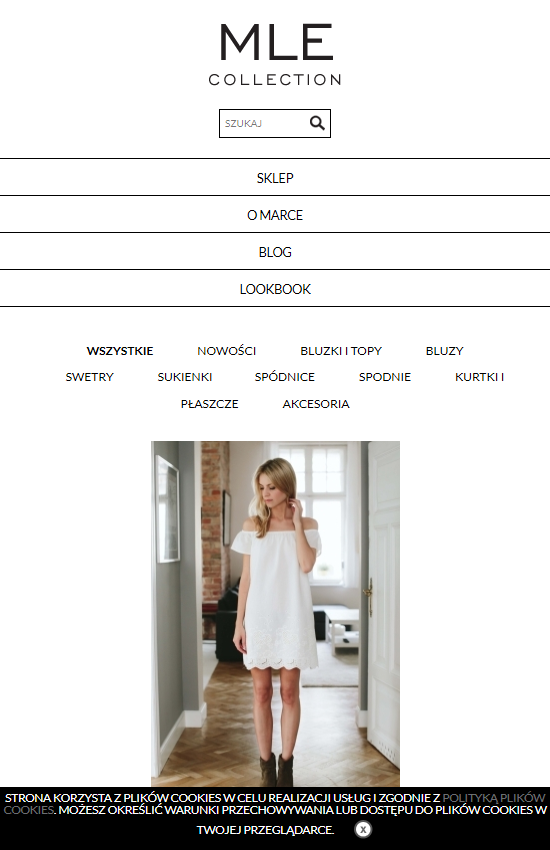 MLE
COLLECTION
SZUKAJ
SKLEP
O MARCE
BLOG
LOOKBOOK
WSZYSTKIE NOWOŚCI BLUZKI I TOPY BLUZY
SWETRY SUKIENKI SPÓDNICE SPODNIE KURTKI I
PŁASZCZE AKCESORIA
STRONA KORZYSTA Z PLIKÓW COOKIES W CELU REALIZACJI USŁUG I ZGODNIE Z POLITYKĄ PLIKÓW
COOKIES. MOŻESZ OKREŚLIĆ WARUNKI PRZECHOWYWANIA LUB DOSTĘPU DO PLIKÓW COOKIES W
TWOJEJ PRZEGLĄDARCE. X